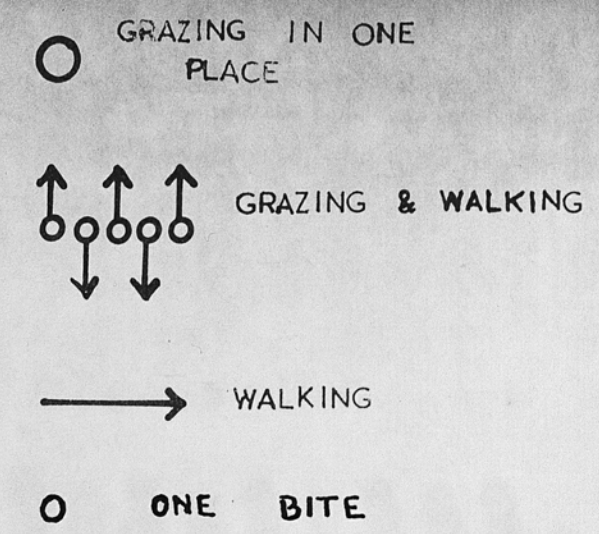 GRAZING IN ONE
PLACE
GRAZING & WALKING
WALKING
ONE BITE